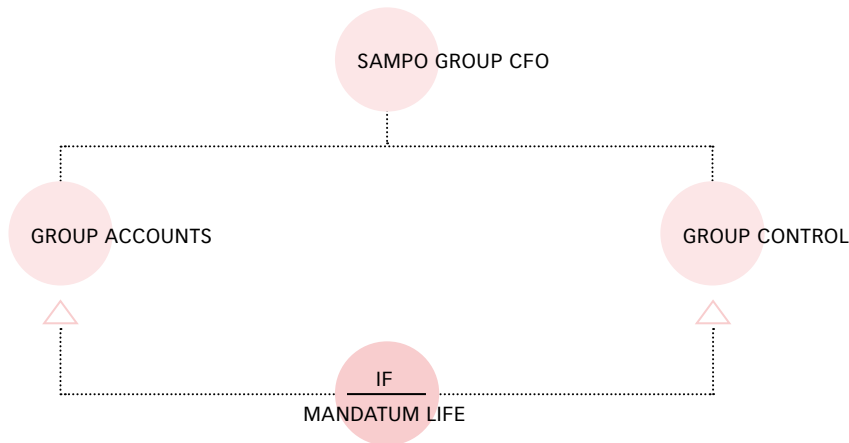 SAMPO GROUP CFO
GROUP ACCOUNTS
GROUP CONTROL
IF
MANDATUM LIFE